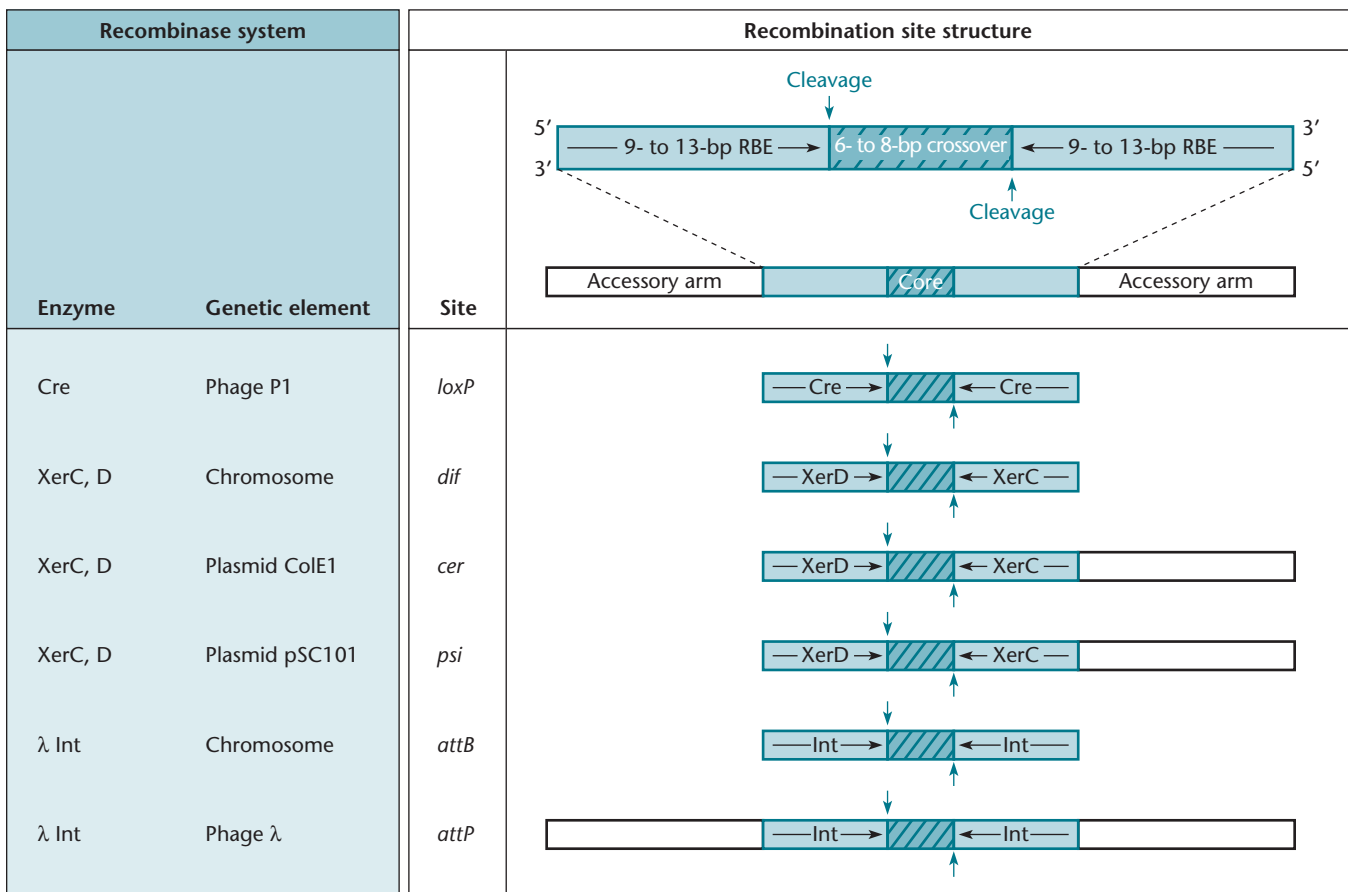 Recombinase system
Recombination site structure
Cleavage
5′ 3′
9- to 13-bp RBE 6- to 8-bp crossover 9- to 13-bp RBE
3′ 5′
Cleavage
Accessory arm Core Accessory arm
Enzyme Genetic element Site
Cre Phage P1 loxP Cre Cre
XerC, D Chromosome dif XerD XerC
XerC, D Plasmid ColE1 cer XerD XerC
XerC, D Plasmid pSC101 psi XerD XerC
λ Int Chromosome attB Int Int
λ Int Phage λ attP Int Int